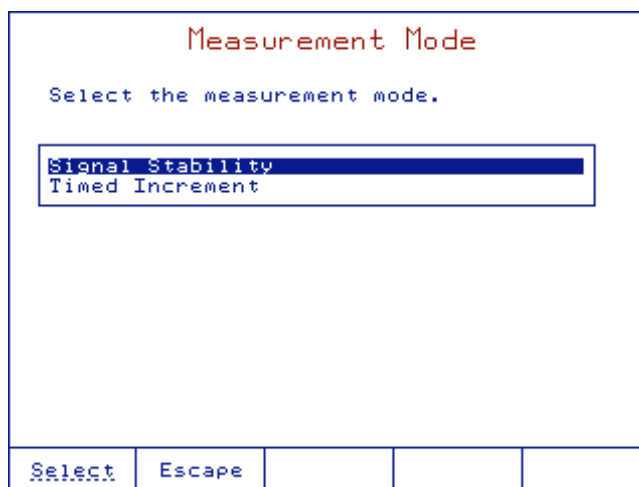 Measurement Mode
Select the measurement mode.
Signal Stability
Timed Increment
Select Escape